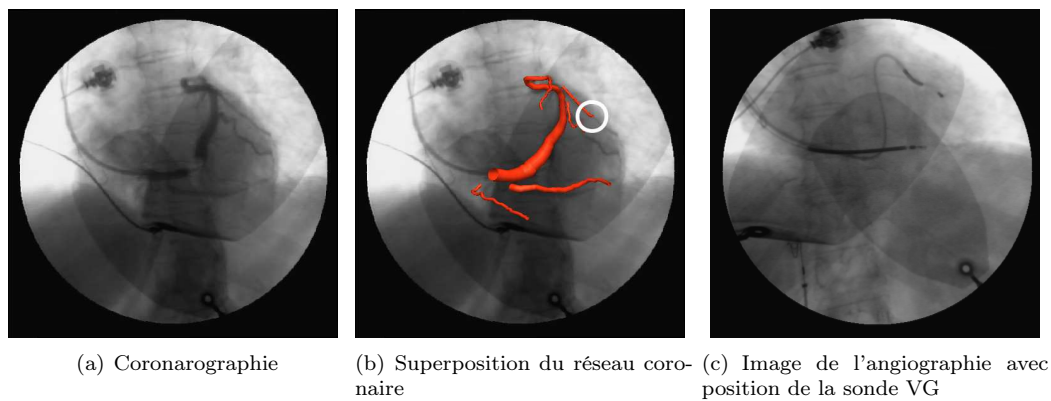 (a) Coronarographie
(b) Superposition du réseau coro-
naire
(c) Image de l'angiographie avec
position de la sonde VG